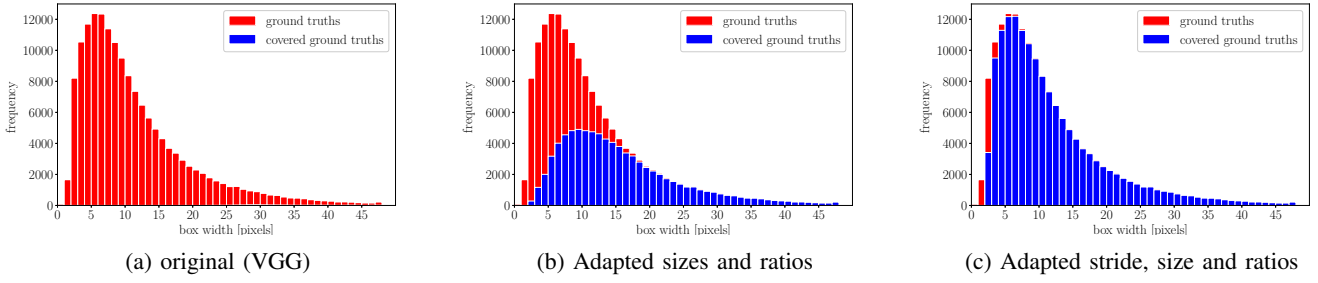 12000
10000
8000
6000
4000
2000
0
frequency
ground truths
covered ground truths
0 5 10 15 20 25 30 35 40 45
box width [pixels]
(a) original (VGG)
12000
10000
8000
6000
4000
2000
0
frequency
ground truths
covered ground truths
0 5 10 15 20 25 30 35 40 45
box width [pixels]
(b) Adapted sizes and ratios
12000
10000
8000
6000
4000
2000
0
frequency
ground truths
covered ground truths
0 5 10 15 20 25 30 35 40 45
box width [pixels]
(c) Adapted stride, size and ratios